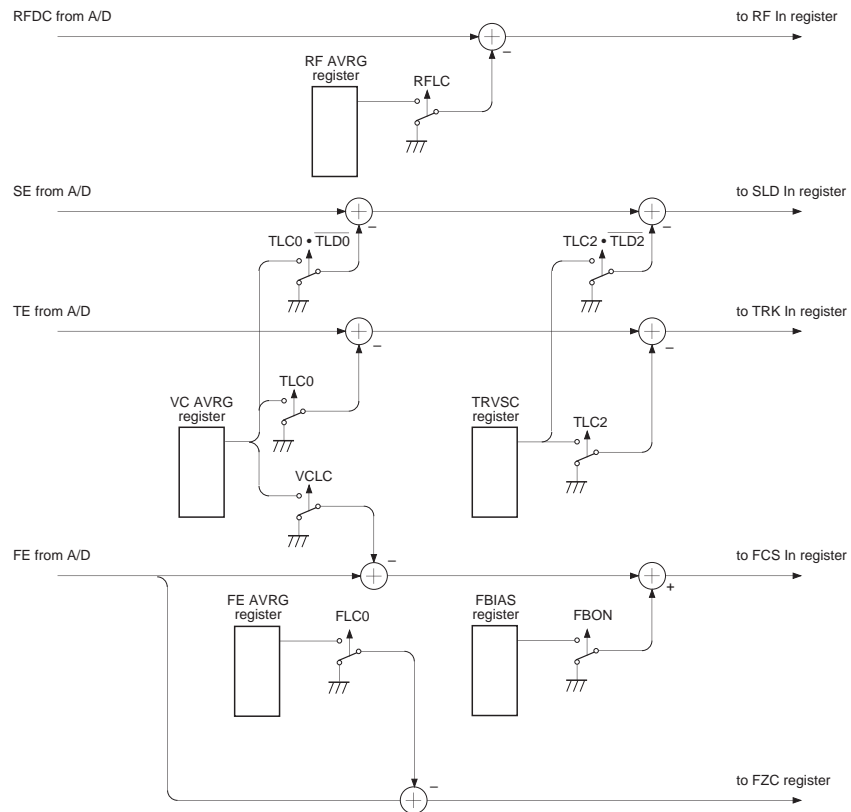 RFDC from A/D
to RF In register
RF AVRG
register
RFLC
−
SE from A/D
to SLD In register
−
−
TLC0 • T̅L̅D̅0̅
TLC2 • T̅L̅D̅2̅
TE from A/D
to TRK In register
−
−
TLC0
VC AVRG
register
TRVSC
register
TLC2
VCLC
−
FE from A/D
to FCS In register
+
FE AVRG
register
FLC0
FBIAS
register
FBON
−
to FZC register